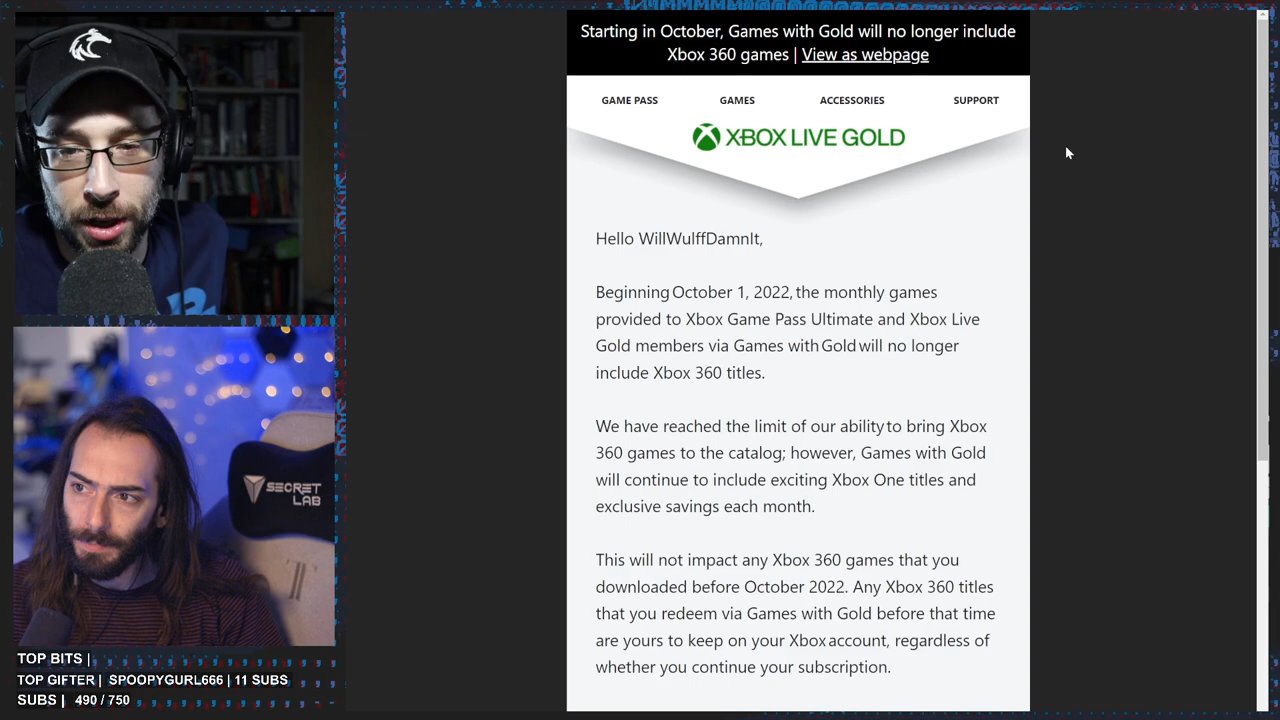 Starting in October, Games with Gold will no longer include
Xbox 360 games | View as webpage
GAME PASS
GAMES
ACCESSORIES
SUPPORT
XBOX LIVE GOLD
Hello WillWulffDamnIt,
Beginning October 1, 2022, the monthly games
provided to Xbox Game Pass Ultimate and Xbox Live
Gold members via Games with Gold will no longer
include Xbox 360 titles.
We have reached the limit of our ability to bring Xbox
360 games to the catalog; however, Games with Gold
will continue to include exciting Xbox One titles and
exclusive savings each month.
This will not impact any Xbox 360 games that you
downloaded before October 2022. Any Xbox 360 titles
that you redeem via Games with Gold before that time
are yours to keep on your Xbox account, regardless of
whether you continue your subscription.
SECRET
LAB
TOP BITS |
TOP GIFTER | SPOOPYGURL666 | 11 SUBS
SUBS | 490 / 750